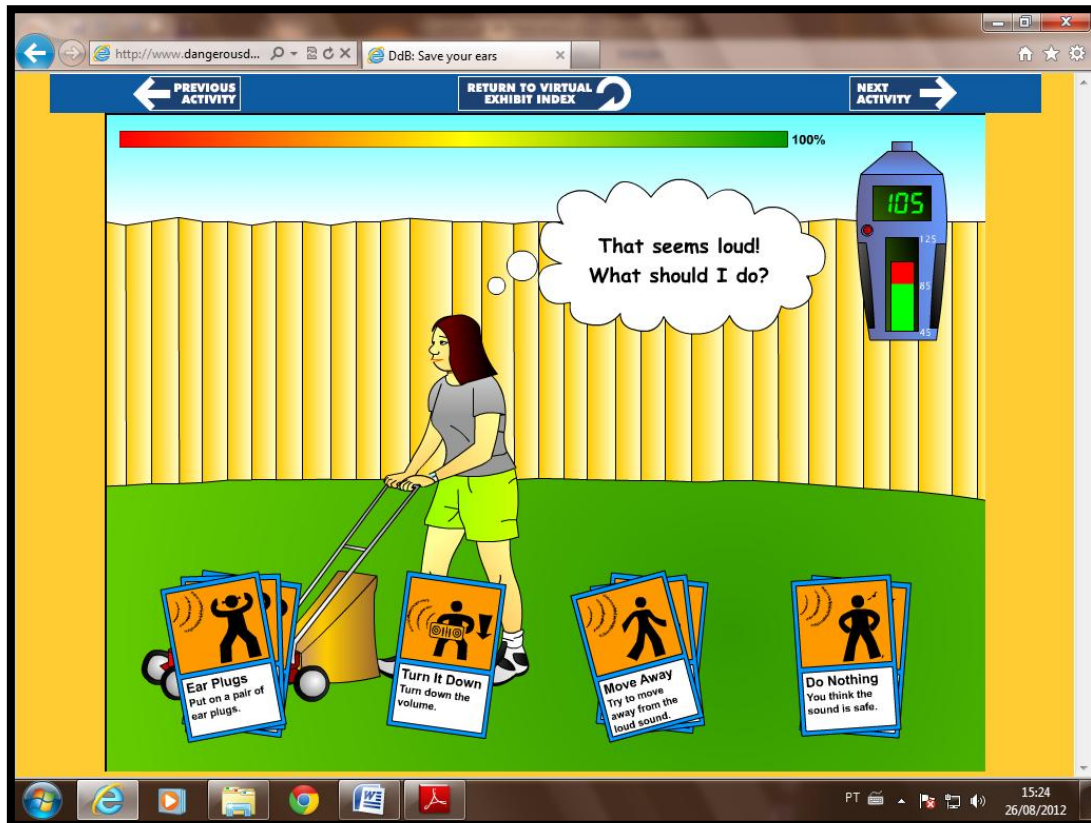 http://www.dangerousd...
DdB: Save your ears
PREVIOUS
ACTIVITY
RETURN TO VIRTUAL
EXHIBIT INDEX
NEXT
ACTIVITY
100%
105
125
85
45
That seems loud!
What should I do?
Ear Plugs
Put on a pair of
ear plugs.
Turn It Down
Turn down the
volume.
Move Away
Try to move
away from the
loud sound.
Do Nothing
You think the
sound is safe.
PT
15:24
26/08/2012